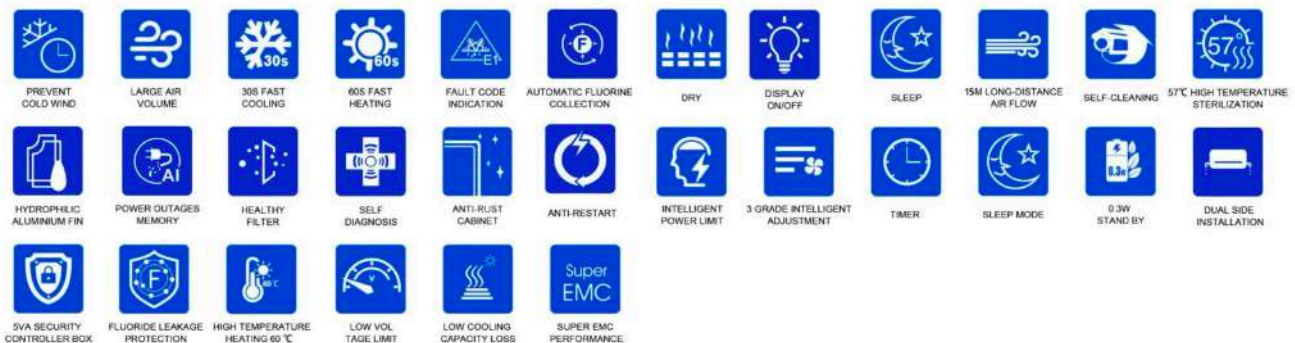 30s
60s
E1
F
57°
PREVENT
COLD WIND
LARGE AIR
VOLUME
30S FAST
COOLING
60S FAST
HEATING
FAULT CODE
INDICATION
AUTOMATIC FLUORINE
COLLECTION
DRY
DISPLAY
ON/OFF
SLEEP
15M LONG-DISTANCE
AIR FLOW
SELF-CLEANING
57℃ HIGH TEMPERATURE
STERILIZATION
AI
0.3
HYDROPHILIC
ALUMINIUM FIN
POWER OUTAGES
MEMORY
HEALTHY
FILTER
SELF
DIAGNOSIS
ANTI-RUST
CABINET
ANTI-RESTART
INTELLIGENT
POWER LIMIT
3 GRADE INTELLIGENT
ADJUSTMENT
TIMER
SLEEP MODE
0.3W
STAND BY
DUAL SIDE
INSTALLATION
F
60℃
V
Super
EMC
5VA SECURITY
CONTROLLER BOX
FLUORIDE LEAKAGE
PROTECTION
HIGH TEMPERATURE
HEATING 60 ℃
LOW VOL
TAGE LIMIT
LOW COOLING
CAPACITY LOSS
SUPER EMC
PERFORMANCE